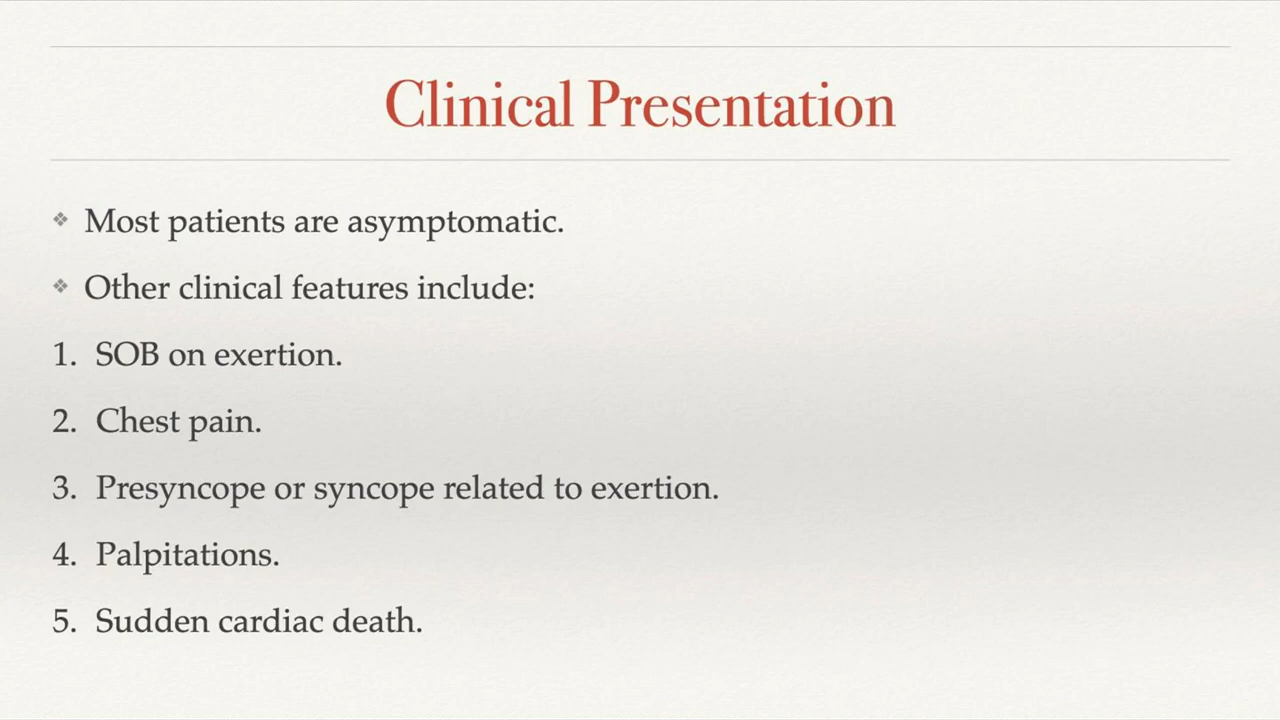 Clinical Presentation
❖ Most patients are asymptomatic.
❖ Other clinical features include:
1. SOB on exertion.
2. Chest pain.
3. Presyncope or syncope related to exertion.
4. Palpitations.
5. Sudden cardiac death.